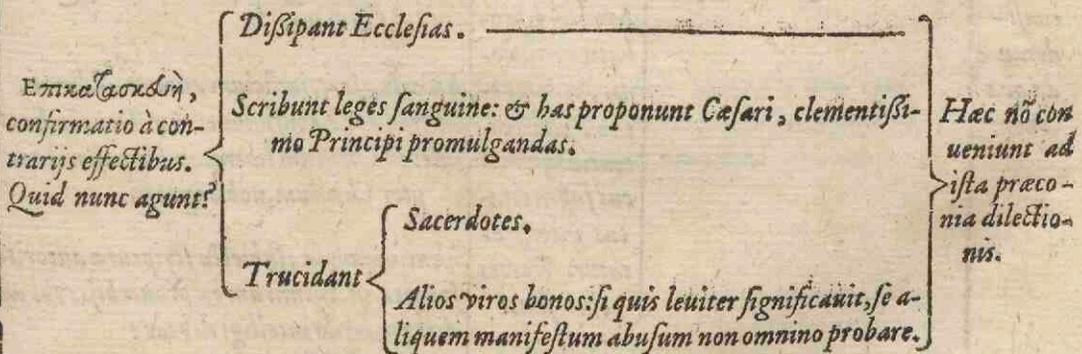 Επικατασκευὴ,
confirmatio à con-
trarijs effectibus.
Quid nunc agunt?
Dißipant Eccleſias.
Scribunt leges ſanguine: & has proponunt Cæſari, clementißi-
mo Principi promulgandas.
Trucidant
Sacerdotes.
Alios viros bonos: ſi quis leuiter ſignificauit, ſe a-
liquem manifeſtum abuſum non omnino probare.
Hæc nõ con
ueniunt ad
iſta præco-
nia dilectio-
nis.